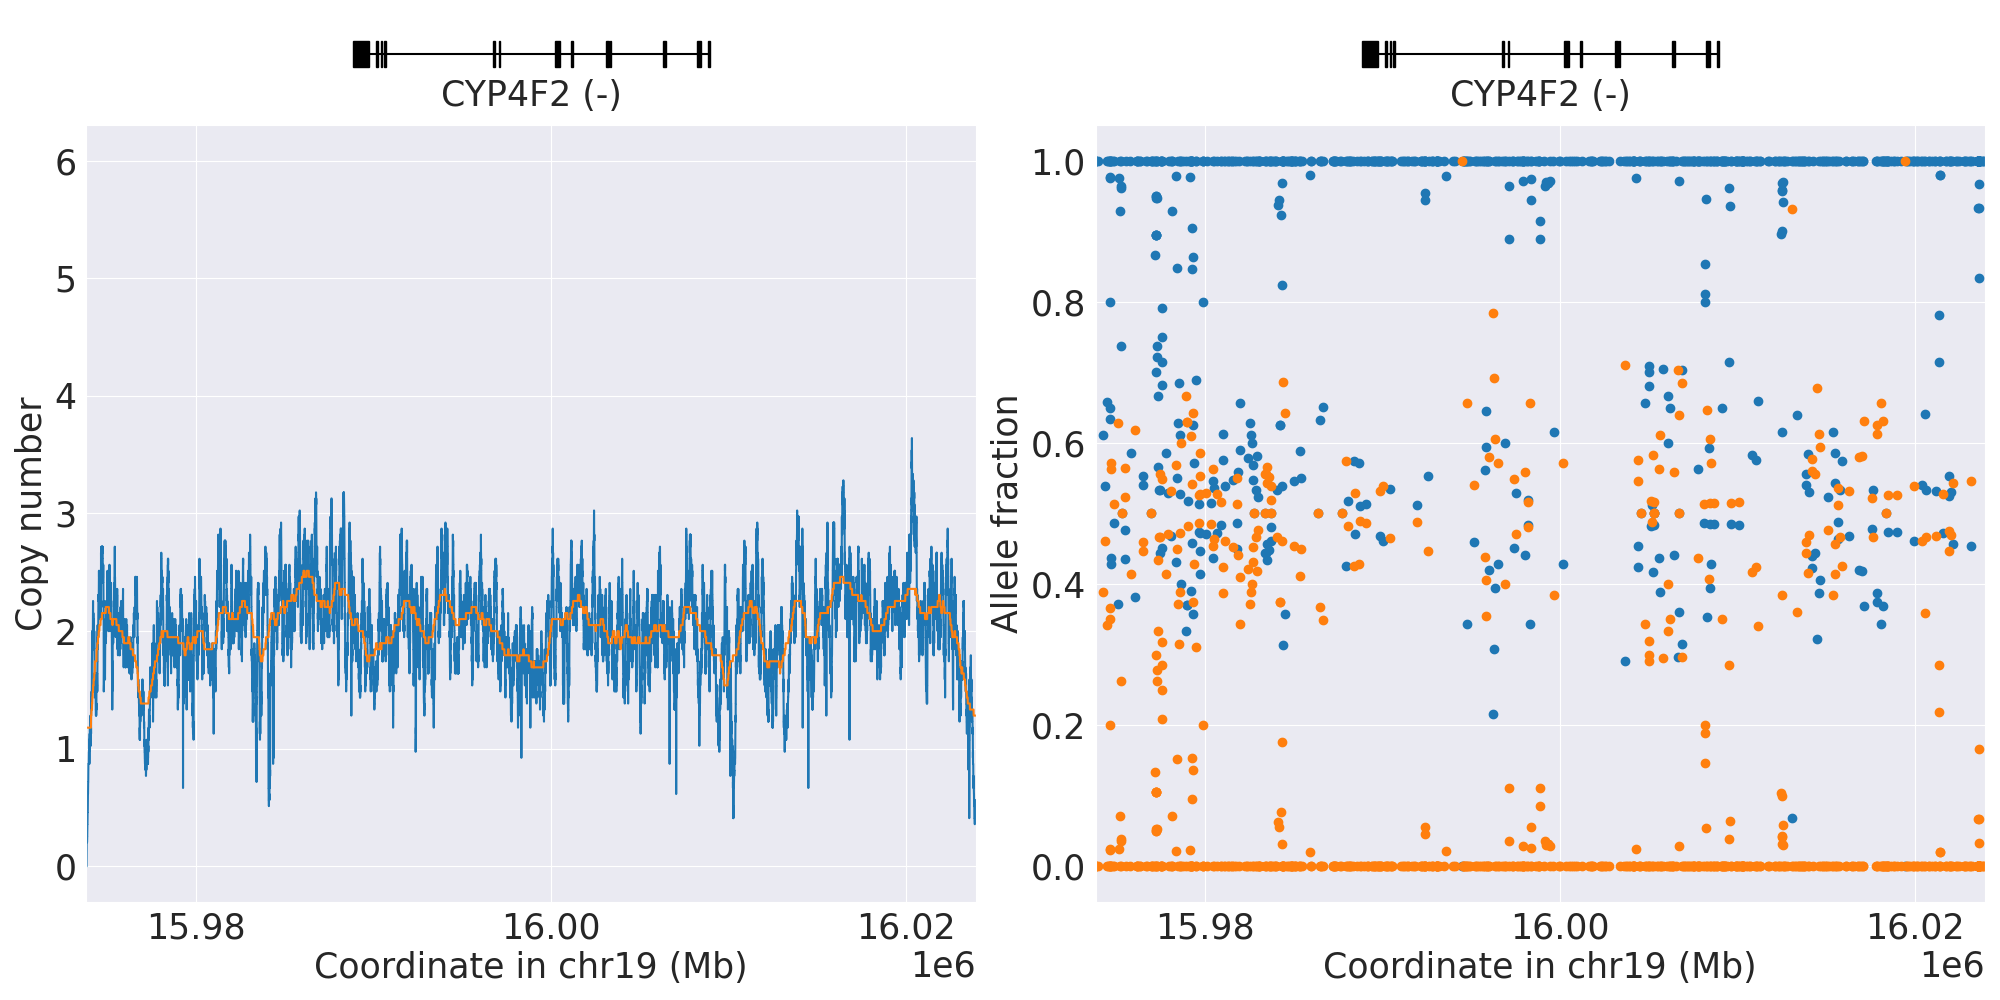 CYP4F2 (-)
6
5
4
3
2
1
0
Copy number
15.98
16.00
16.02
Coordinate in chr19 (Mb)
1e6
CYP4F2 (-)
1.0
0.8
0.6
0.4
0.2
0.0
Allele fraction
15.98
16.00
16.02
Coordinate in chr19 (Mb)
1e6